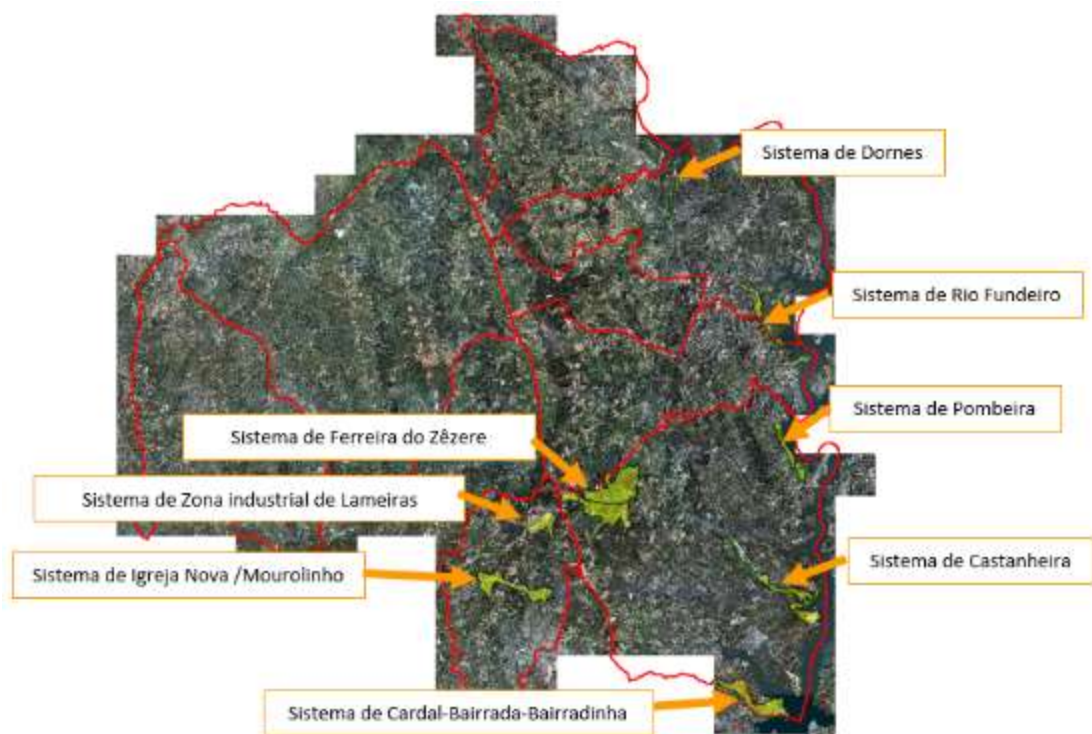 Sistema de Dornes
Sistema de Rio Fundeiro
Sistema de Pombeira
Sistema de Ferreira do Zêzere
Sistema de Zona industrial de Lameiras
Sistema de Castanheira
Sistema de Igreja Nova /Mourolinho
Sistema de Cardal-Bairrada-Bairradinha